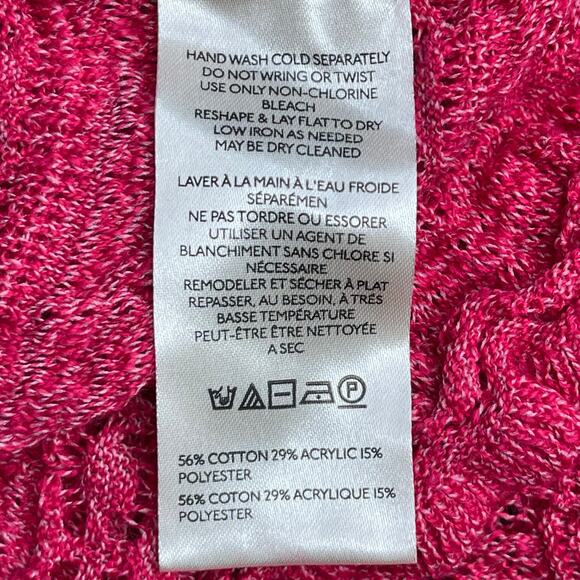 HAND WASH COLD SEPARATELY
DO NOT WRING OR TWIST
USE ONLY NON-CHLORINE
BLEACH
RESHAPE & LAY FLAT TO DRY
LOW IRON AS NEEDED
MAY BE DRY CLEANED
LAVER À LA MAIN À L'EAU FROIDE
SÉPARÉMEN
NE PAS TORDRE OU ESSORER
UTILISER UN AGENT DE
BLANCHIMENT SANS CHLORE SI
NÉCESSAIRE
REMODELER ET SÉCHER À PLAT
REPASSER, AU BESOIN, À TRÉS
BASSE TEMPÉRATURE
PEUT-ÊTRE ÊTRE NETTOYÉE
A SEC
P
56% COTTON 29% ACRYLIC 15%
POLYESTER
56% COTON 29% ACRYLIQUE 15%
POLYESTER